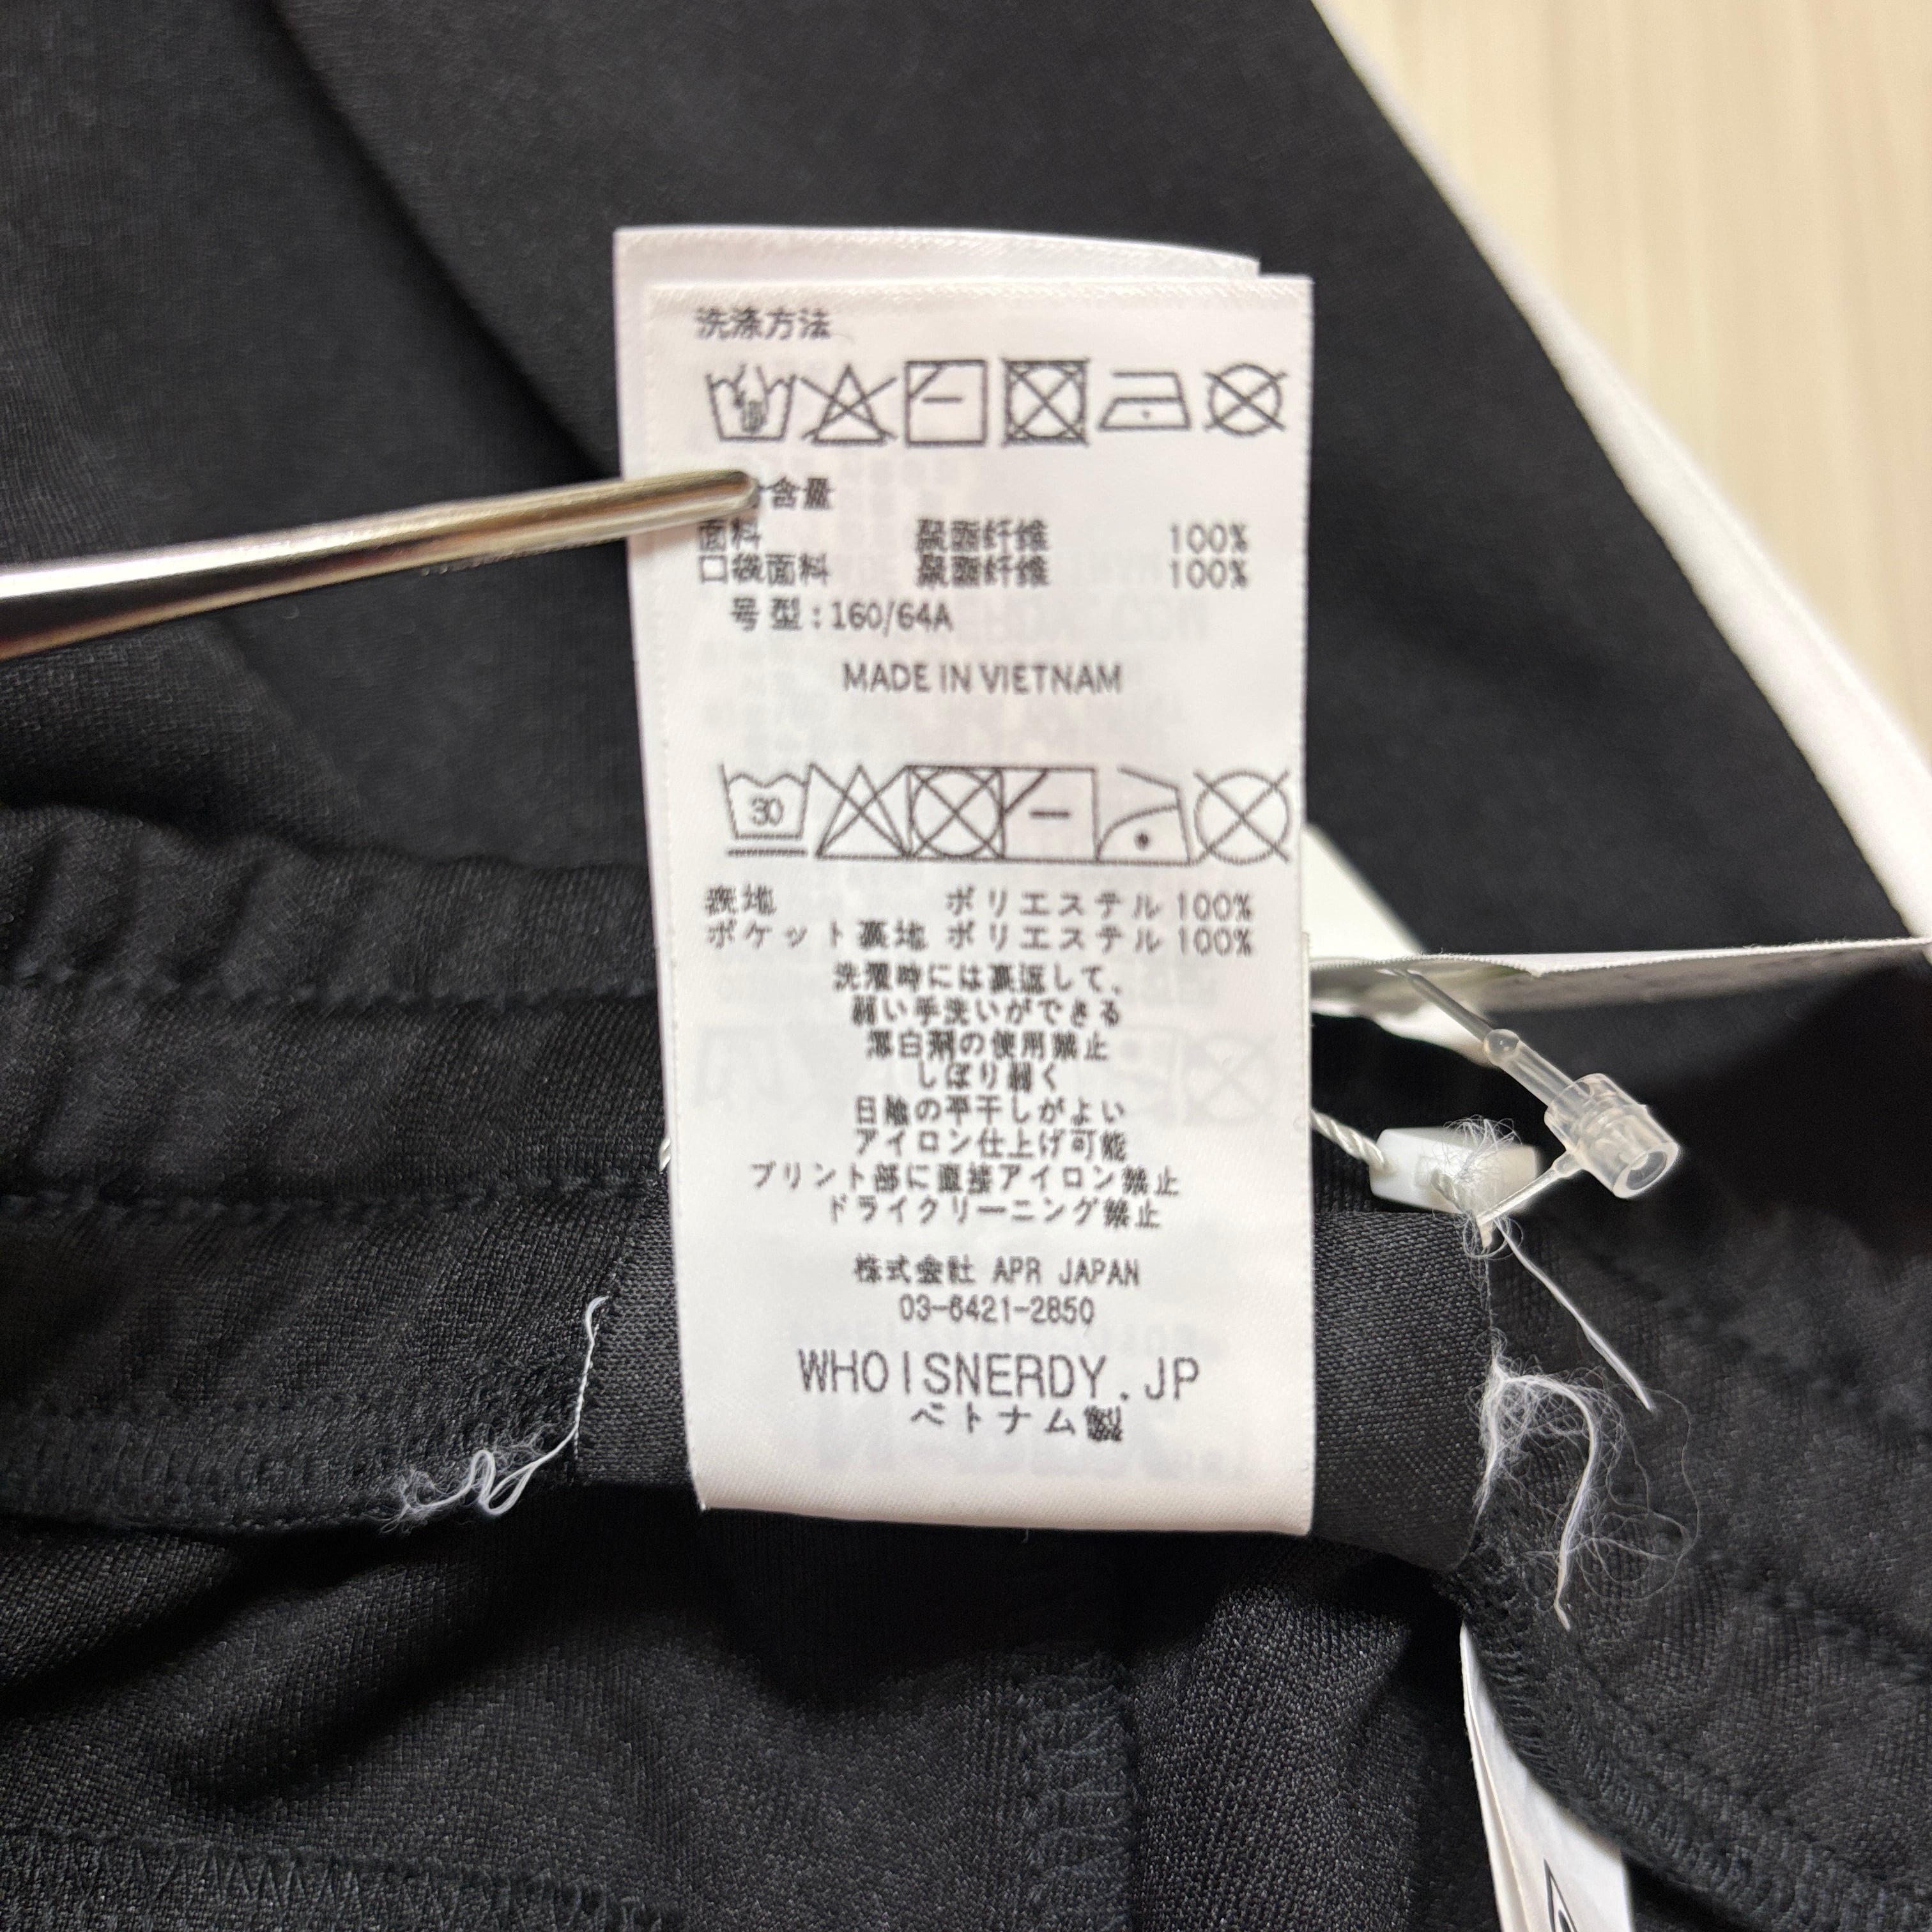 洗涤方法
含量
面料 聚酯纤维 100%
口袋面料 聚酯纤维 100%
号型:160/64A
MADE IN VIETNAM
30
表地 ポリエステル 100%
ポケット裏地 ポリエステル 100%
洗濯時には裏返して、
弱い手洗いができる
漂白剤の使用禁止
しぼり弱く
日陰の平干しがよい
アイロン仕上げ可能
プリント部に直接アイロン禁止
ドライクリーニング禁止
株式会社 APR JAPAN
03-6421-2850
WHOISNERDY.JP
ベトナム製